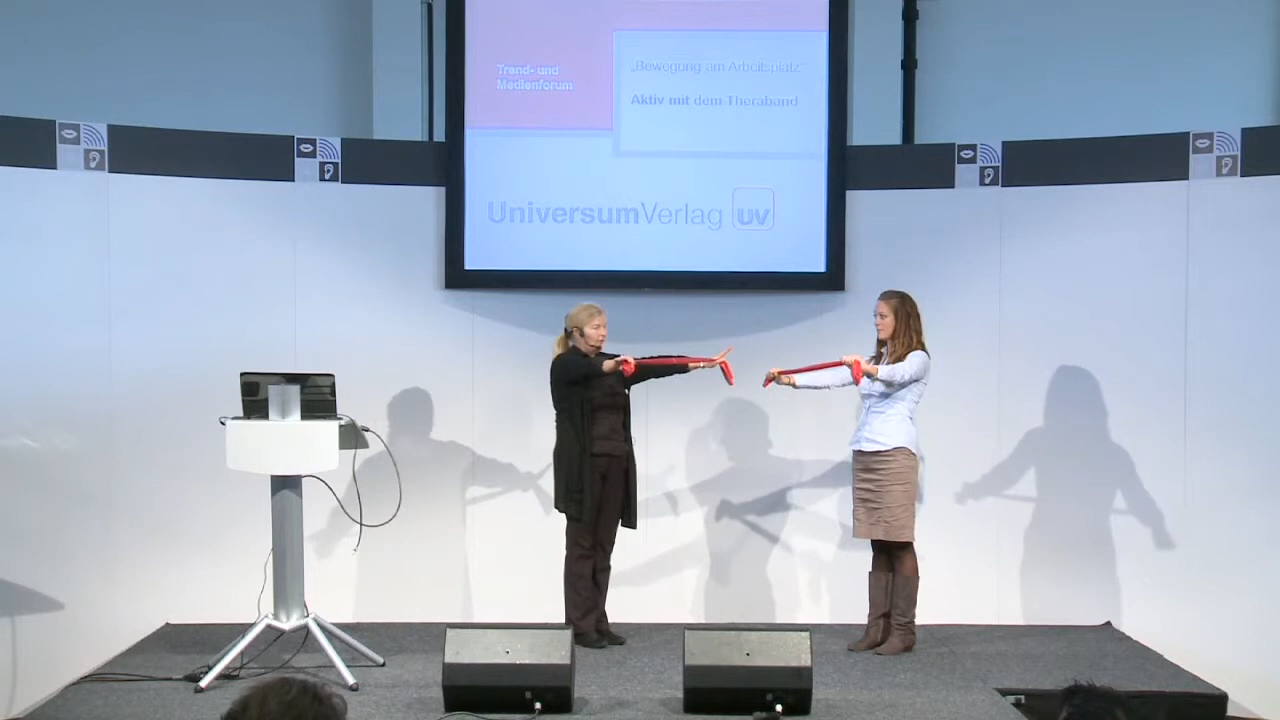 Trend- und
Medienforum
„Bewegung am Arbeitsplatz"
Aktiv mit dem Theraband
UniversumVerlag uv